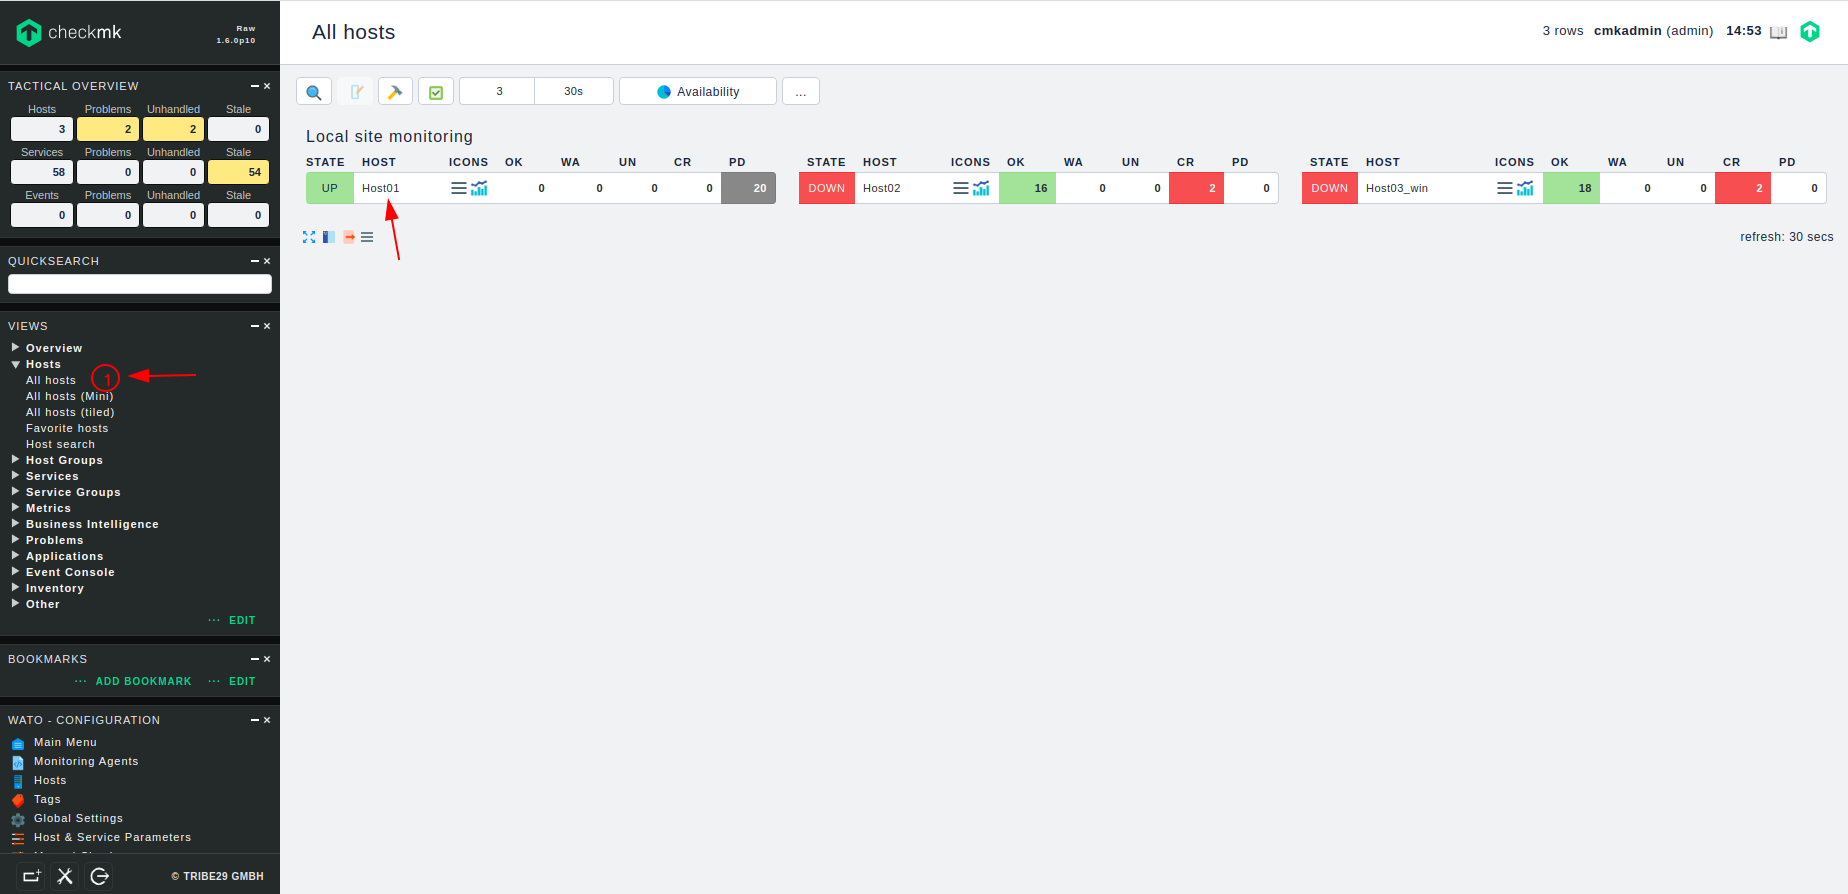 checkmk
Raw
1.6.0p10
TACTICAL OVERVIEW
Hosts Problems Unhandled Stale
3 2 2 0
Services Problems Unhandled Stale
58 0 0 54
Events Problems Unhandled Stale
0 0 0 0
QUICKSEARCH
VIEWS
Overview
Hosts
All hosts
1
All hosts (Mini)
All hosts (tiled)
Favorite hosts
Host search
Host Groups
Services
Service Groups
Metrics
Business Intelligence
Problems
Applications
Event Console
Inventory
Other
... EDIT
BOOKMARKS
... ADD BOOKMARK ... EDIT
WATO - CONFIGURATION
Main Menu
Monitoring Agents
Hosts
Tags
Global Settings
Host & Service Parameters
© TRIBE29 GMBH
All hosts
3 rows cmkadmin (admin) 14:53
3 30s Availability ...
Local site monitoring
STATE HOST ICONS OK WA UN CR PD STATE HOST ICONS OK WA UN CR PD STATE HOST ICONS OK WA UN CR PD
UP Host01 0 0 0 0 20 DOWN Host02 16 0 0 2 0 DOWN Host03_win 18 0 0 2 0
refresh: 30 secs